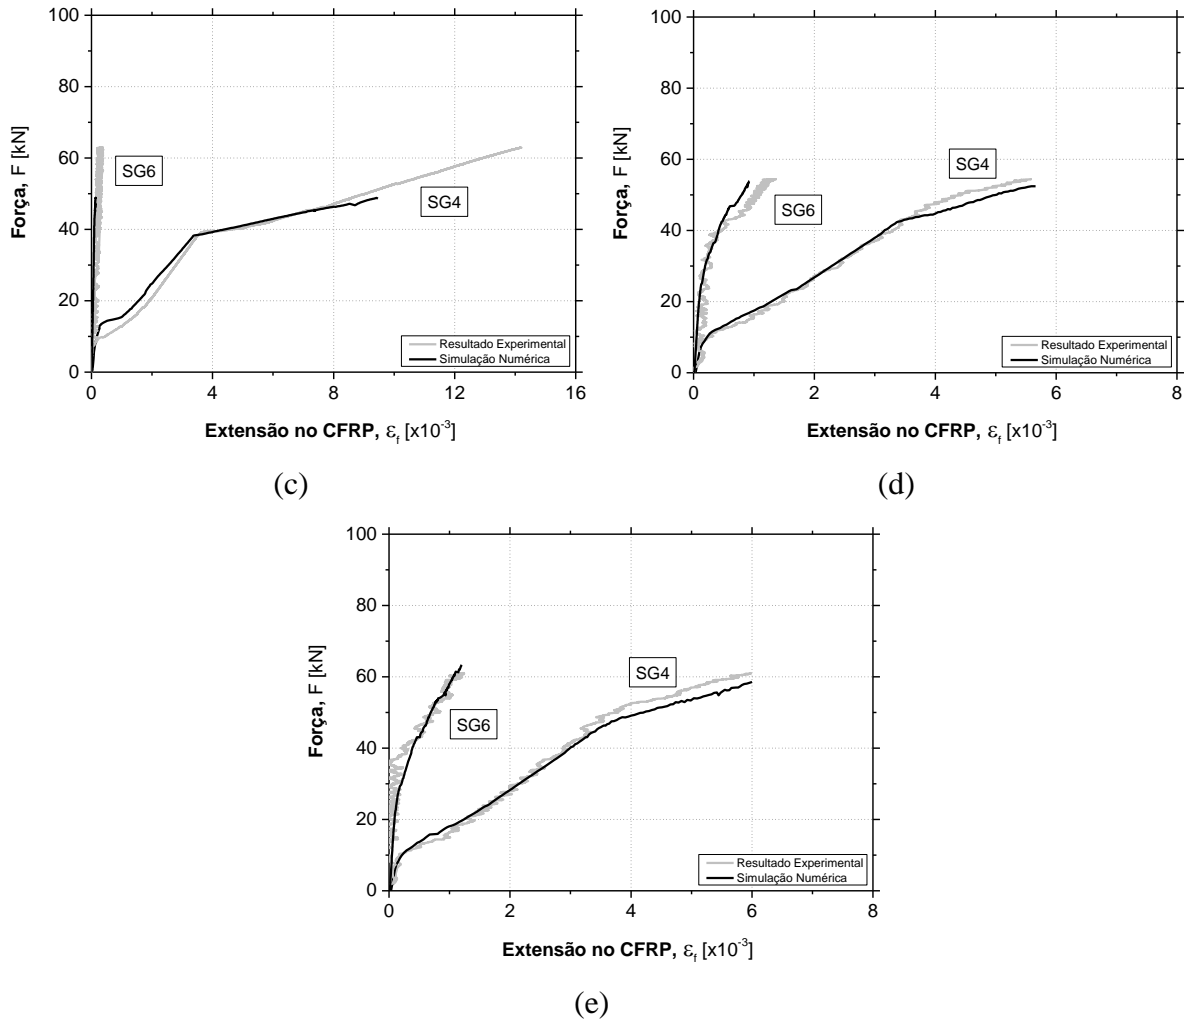 100
80
60
40
20
0
Força, F [kN]
SG6
SG4
Resultado Experimental
Simulação Numérica
0 4 8 12 16
Extensão no CFRP, εf [x10-3]
(c)
100
80
60
40
20
0
Força, F [kN]
SG4
SG6
Resultado Experimental
Simulação Numérica
0 2 4 6 8
Extensão no CFRP, εf [x10-3]
(d)
100
80
60
40
20
0
Força, F [kN]
SG4
SG6
Resultado Experimental
Simulação Numérica
0 2 4 6 8
Extensão no CFRP, εf [x10-3]
(e)